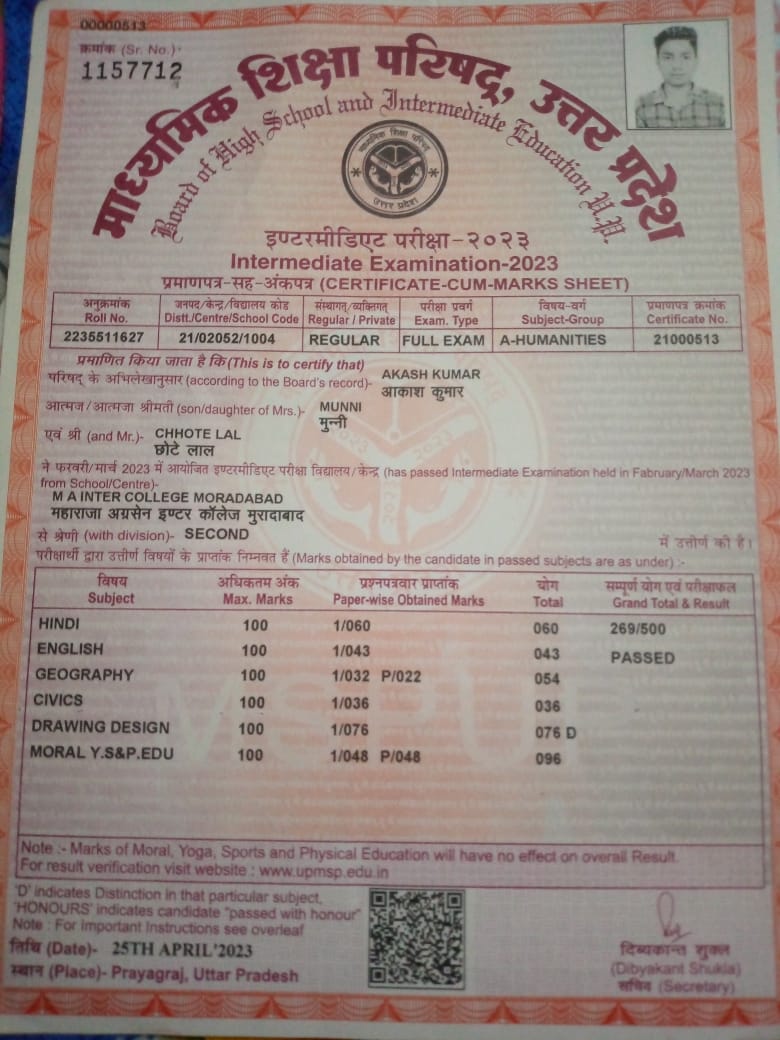 00000513
क्रमांक (Sr. No.):-
1157712
माध्यमिक शिक्षा परिषद्, उत्तर प्रदेश
Board of High School and Intermediate Education U.P.
माध्यमिक शिक्षा परिषद्
उत्तर प्रदेश
इण्टरमीडिएट परीक्षा-२०२३
Intermediate Examination-2023
प्रमाणपत्र-सह-अंकपत्र (CERTIFICATE-CUM-MARKS SHEET)
अनुक्रमांक जनपद/केन्द्र/विद्यालय कोड संस्थागत/व्यक्तिगत परीक्षा प्रवर्ग विषय-वर्ग प्रमाणपत्र क्रमांक
Roll No. Distt./Centre/School Code Regular / Private Exam. Type Subject-Group Certificate No.
2235511627 21/02052/1004 REGULAR FULL EXAM A-HUMANITIES 21000513
प्रमाणित किया जाता है कि (This is to certify that)
परिषद् के अभिलेखानुसार (according to the Board's record)- AKASH KUMAR
आकाश कुमार
आत्मज/आत्मजा श्रीमती (son/daughter of Mrs.)- MUNNI
मुन्नी
एवं श्री (and Mr.)- CHHOTE LAL
छोटे लाल
ने फरवरी/मार्च 2023 में आयोजित इण्टरमीडिएट परीक्षा विद्यालय/केन्द्र (has passed Intermediate Examination held in Fabruary/March 2023
from School/Centre)-
M A INTER COLLEGE MORADABAD
महाराजा अग्रसेन इण्टर कॉलेज मुरादाबाद
से श्रेणी (with division)- SECOND में उत्तीर्ण की है।
परीक्षार्थी द्वारा उत्तीर्ण विषयों के प्राप्तांक निम्नवत हैं (Marks obtained by the candidate in passed subjects are as under) :-
विषय अधिकतम अंक प्रश्नपत्रवार प्राप्तांक योग सम्पूर्ण योग एवं परीक्षाफल
Subject Max. Marks Paper-wise Obtained Marks Total Grand Total & Result
HINDI 100 1/060 060 269/500
ENGLISH 100 1/043 043 PASSED
GEOGRAPHY 100 1/032 P/022 054
CIVICS 100 1/036 036
DRAWING DESIGN 100 1/076 076 D
MORAL Y.S&P.EDU 100 1/048 P/048 096
Note :- Marks of Moral, Yoga, Sports and Physical Education will have no effect on overall Result.
For result verification visit website : www.upmsp.edu.in
'D' indicates Distinction in that particular subject,
'HONOURS' indicates candidate "passed with honour"
Note : For Important Instructions see overleaf
तिथि (Date)- 25TH APRIL'2023
स्थान (Place)- Prayagraj, Uttar Pradesh
दिब्यकान्त शुक्ल
(Dibyakant Shukla)
सचिव (Secretary)